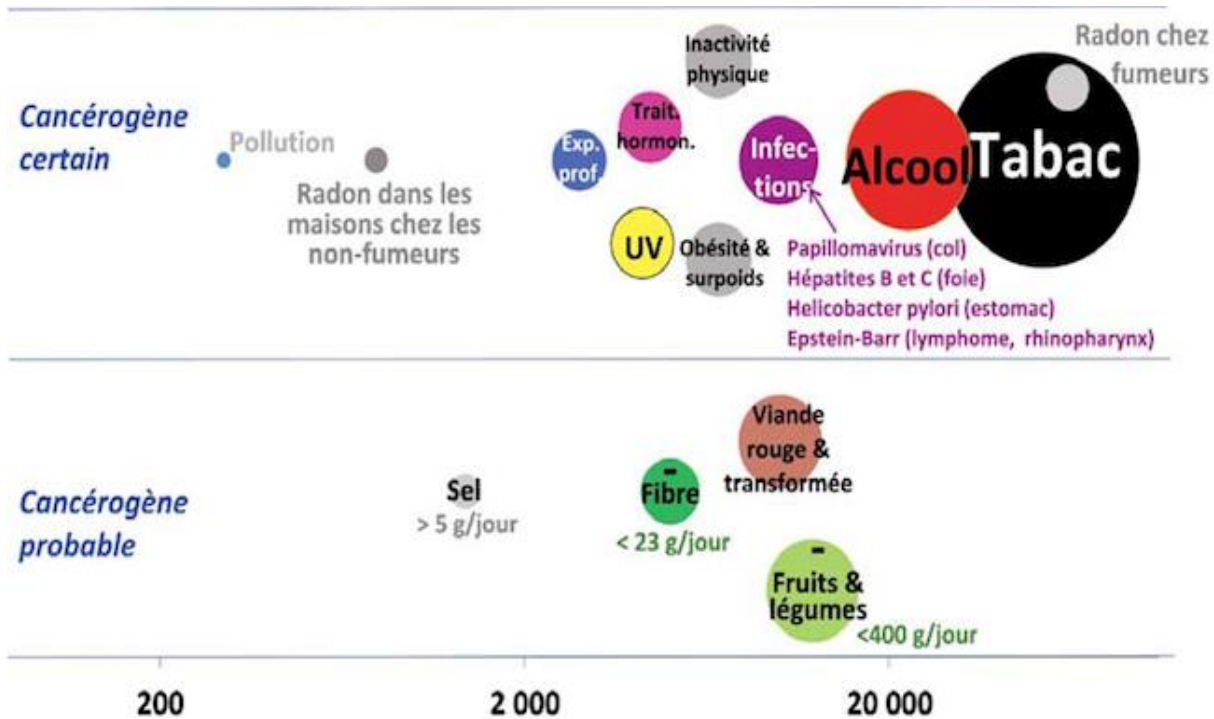 Cancérogène
certain
Pollution
Radon dans les
maisons chez les
non-fumeurs
Exp.
prof
Trait.
hormon.
Inactivité
physique
UV
Obésité &
surpoids
Infec-
tions
Alcool
Tabac
Radon chez
fumeurs
Papillomavirus (col)
Hépatites B et C (foie)
Helicobacter pylori (estomac)
Epstein-Barr (lymphome, rhinopharynx)
Cancérogène
probable
Sel
> 5 g/jour
-
Fibre
< 23 g/jour
Viande
rouge &
transformée
-
Fruits &
légumes
<400 g/jour
200
2 000
20 000